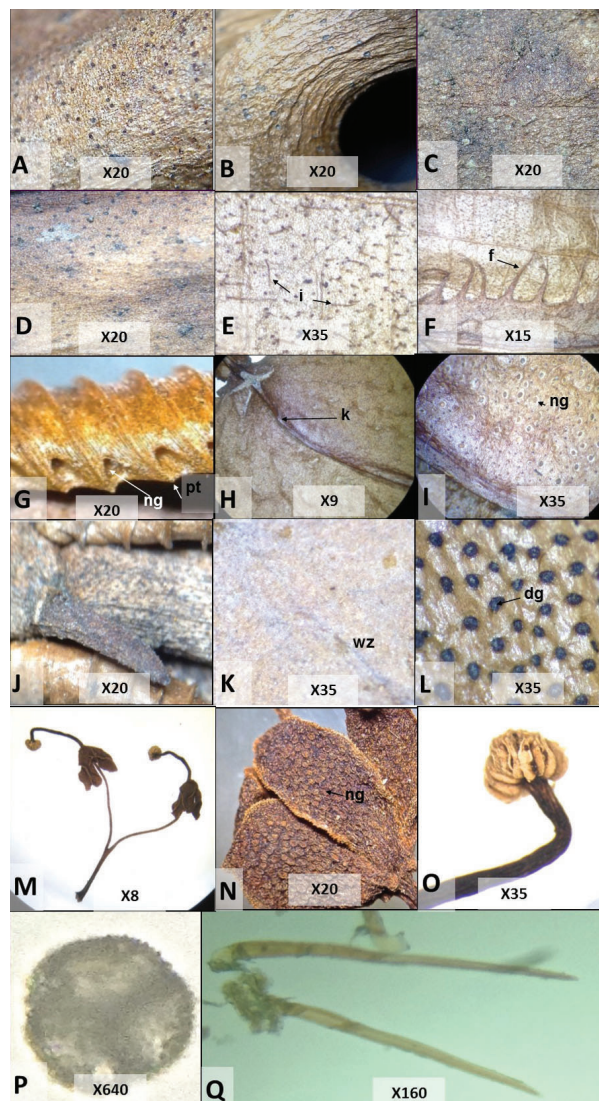 A X20
B X20
C X20
D X20
i
E X35
f
F X15
ng pt
G X20
k
H X9
ng
I X35
J X20
wz
K X35
dg
L X35
M X8
ng
N X20
O X35
P X640
Q X160